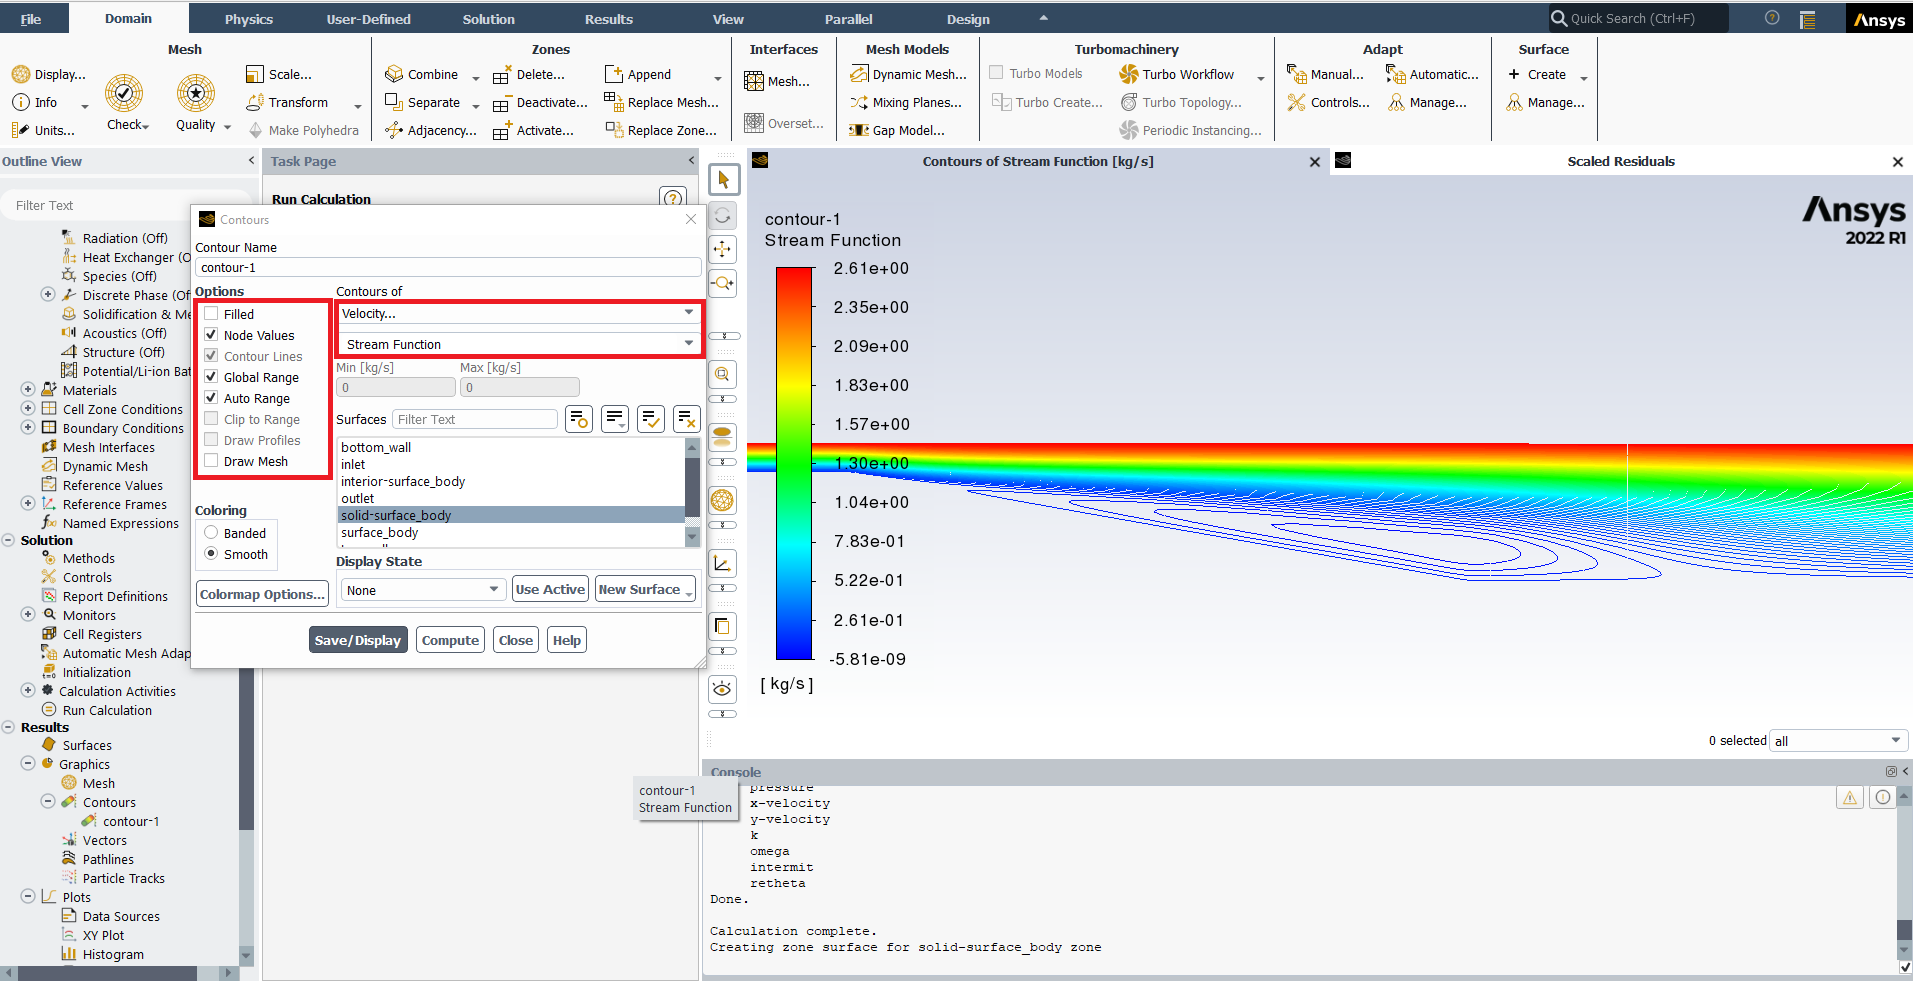 File
Domain
Physics
User-Defined
Solution
Results
View
Parallel
Design
Quick Search (Ctrl+F)
Ansys
Mesh
Display...
Info
Units...
Check
Quality
Scale...
Transform
Make Polyhedra
Zones
Combine
Separate
Adjacency...
Delete...
Deactivate...
Activate...
Append
Replace Mesh...
Replace Zone...
Interfaces
Mesh...
Overset...
Mesh Models
Dynamic Mesh...
Mixing Planes...
Gap Model...
Turbomachinery
Turbo Models
Turbo Create...
Turbo Workflow
Turbo Topology...
Periodic Instancing...
Adapt
Manual...
Controls...
Automatic...
Manage...
Surface
+ Create
Manage...
Outline View
Filter Text
Radiation (Off)
Heat Exchanger (O
Species (Off)
Discrete Phase (Of
Solidification & Me
Acoustics (Off)
Structure (Off)
Potential/Li-ion Bat
Materials
Cell Zone Conditions
Boundary Conditions
Mesh Interfaces
Dynamic Mesh
Reference Values
Reference Frames
Named Expressions
Solution
Methods
Controls
Report Definitions
Monitors
Cell Registers
Automatic Mesh Adap
Initialization
Calculation Activities
Run Calculation
Results
Surfaces
Graphics
Mesh
Contours
contour-1
Vectors
Pathlines
Particle Tracks
Plots
Data Sources
XY Plot
Histogram
Task Page
Run Calculation
Contours
Contour Name
contour-1
Options
Filled
Node Values
Contour Lines
Global Range
Auto Range
Clip to Range
Draw Profiles
Draw Mesh
Coloring
Banded
Smooth
Colormap Options...
Contours of
Velocity...
Stream Function
Min [kg/s]
Max [kg/s]
0
0
Surfaces
Filter Text
bottom_wall
inlet
interior-surface_body
outlet
solid-surface_body
surface_body
Display State
None
Use Active
New Surface
Save/Display
Compute
Close
Help
contour-1
Stream Function
Contours of Stream Function [kg/s]
Scaled Residuals
contour-1
Stream Function
2.61e+00
2.35e+00
2.09e+00
1.83e+00
1.57e+00
1.30e+00
1.04e+00
7.83e-01
5.22e-01
2.61e-01
-5.81e-09
[ kg/s ]
Ansys
2022 R1
0 selected
all
Console
pressure
x-velocity
y-velocity
k
omega
intermit
retheta
Done.
Calculation complete.
Creating zone surface for solid-surface_body zone